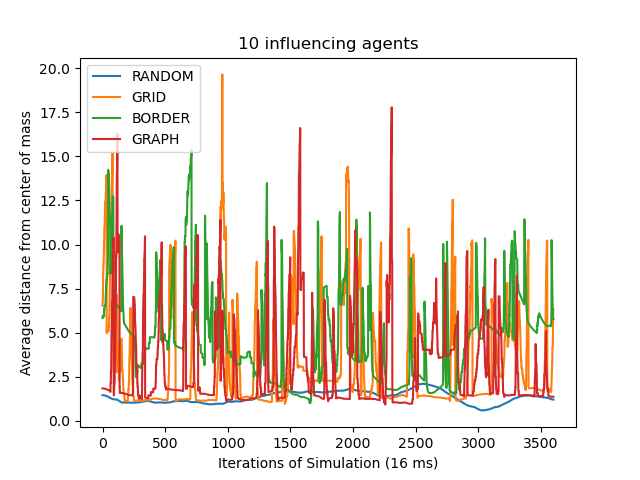 10 influencing agents
20.0
17.5
15.0
12.5
10.0
7.5
5.0
2.5
0.0
Average distance from center of mass
RANDOM
GRID
BORDER
GRAPH
0 500 1000 1500 2000 2500 3000 3500
Iterations of Simulation (16 ms)